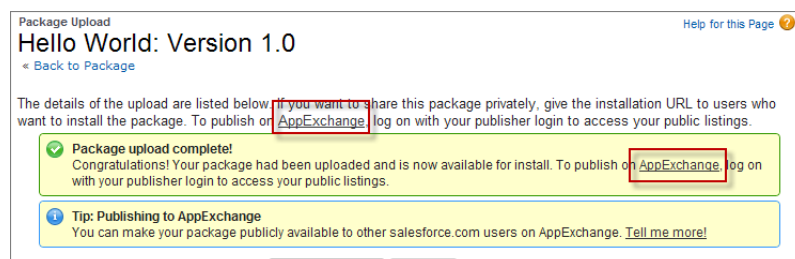 Package Upload
Help for this Page ?
Hello World: Version 1.0
« Back to Package
The details of the upload are listed below. If you want to share this package privately, give the installation URL to users who
want to install the package. To publish on AppExchange, log on with your publisher login to access your public listings.
Package upload complete!
Congratulations! Your package had been uploaded and is now available for install. To publish on AppExchange, log on
with your publisher login to access your public listings.
i
Tip: Publishing to AppExchange
You can make your package publicly available to other salesforce.com users on AppExchange. Tell me more!